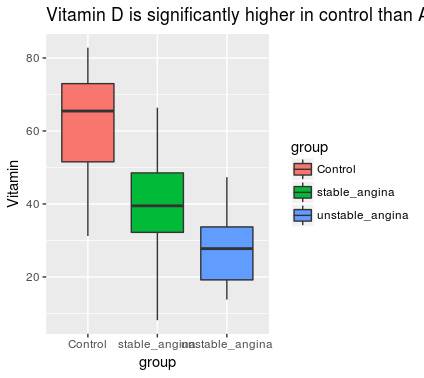 Vitamin D is significantly higher in control than A
80
60
40
20
Vitamin
Control stable_angina unstable_angina
group
group
Control
stable_angina
unstable_angina